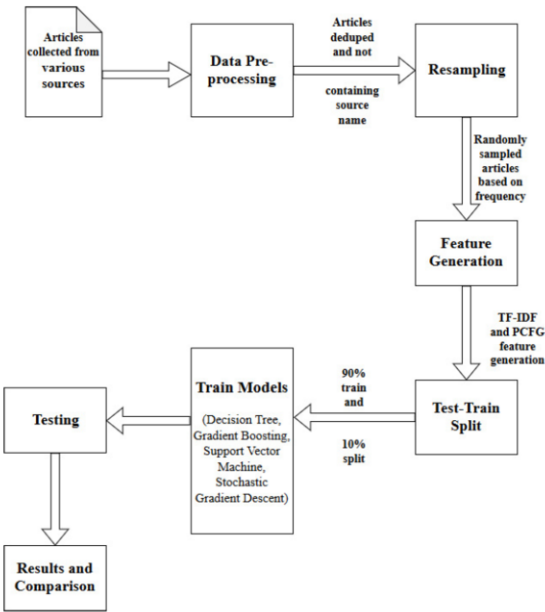 Articles
collected from
various
sources
Data Pre-
processing
Articles
deduped
and not
containing
source
name
Resampling
Randomly
sampled
articles
based on
frequency
Feature
Generation
TF-IDF
and PCFG
feature
generation
Test-Train
Split
90%
train
and
10%
split
Train Models
(Decision Tree,
Gradient Boosting,
Support Vector
Machine,
Stochastic
Gradient Descent)
Testing
Results and
Comparison